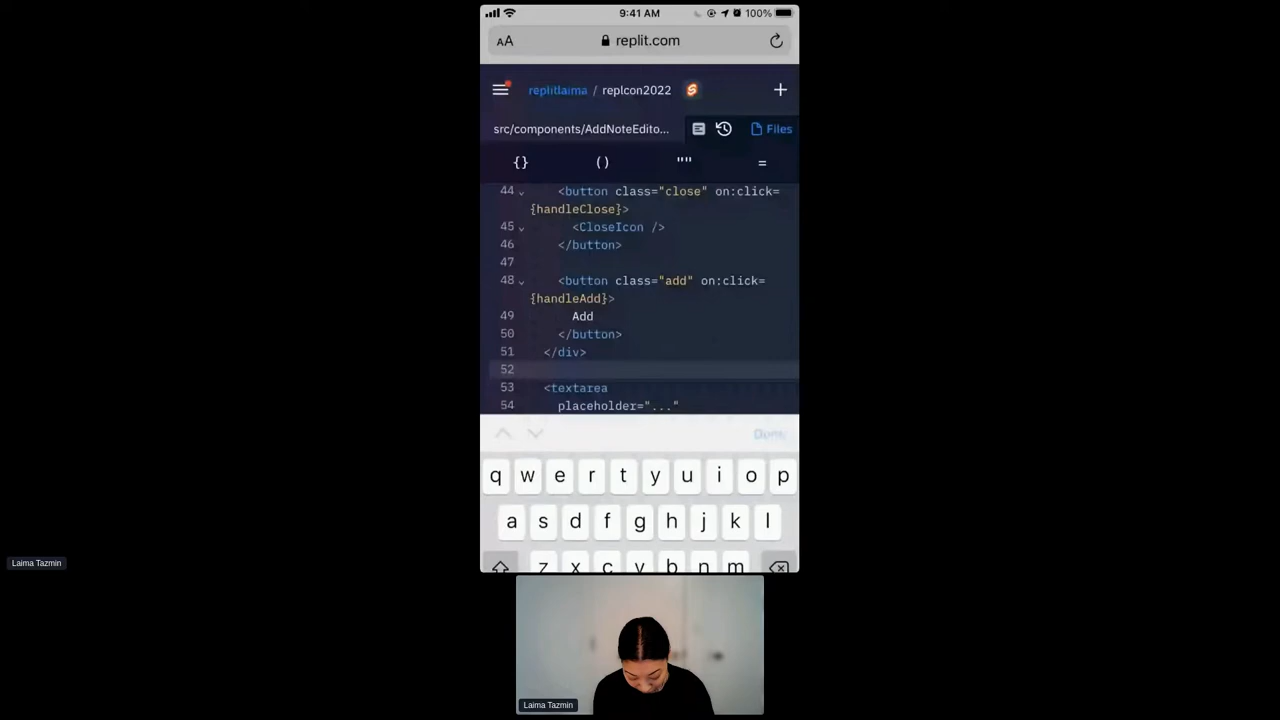 9:41 AM
100%
AA
replit.com
replitlaima / replcon2022
src/components/AddNoteEdito...
Files
{}
()
""
=
44 <button class="close" on:click=
{handleClose}>
45 <CloseIcon />
46 </button>
47
48 <button class="add" on:click=
{handleAdd}>
49 Add
50 </button>
51 </div>
52
53 <textarea
54 placeholder="..."
Done
q w e r t y u i o p
a s d f g h j k l
z x c v b n m
Laima Tazmin
Laima Tazmin